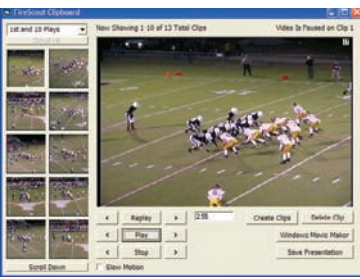 FireScout Clipboard
1st and 10 Plays
Now Showing 1-10 of 13 Total Clips
Video Is Paused on Clip 1
< Replay >
2:55
Create Clips
Delete Clip
< Play >
Windows Movie Maker
< Stop >
Save Presentation
Scroll Down
Slow Motion